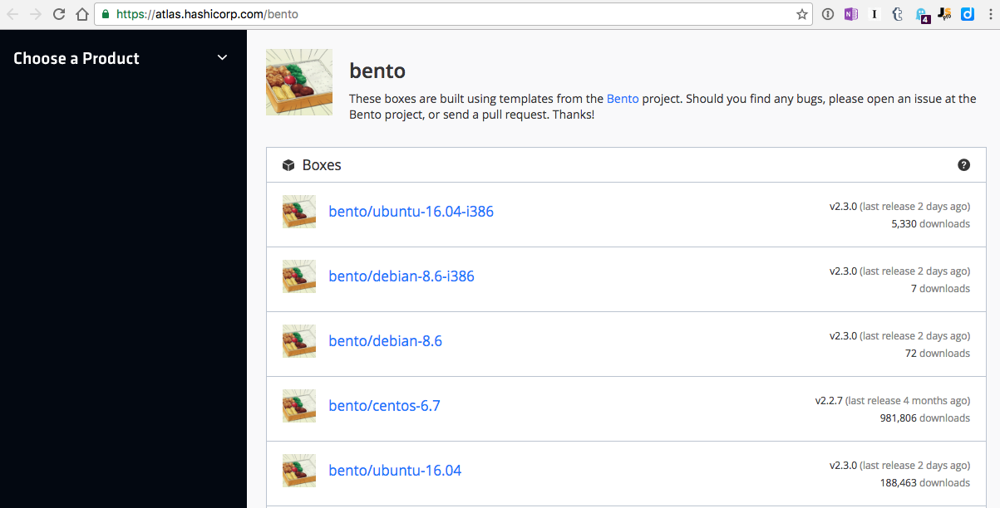 https://atlas.hashicorp.com/bento
N
I
t
4
JS
pro
d
Choose a Product
bento
These boxes are built using templates from the Bento project. Should you find any bugs, please open an issue at the
Bento project, or send a pull request. Thanks!
Boxes
?
bento/ubuntu-16.04-i386
v2.3.0 (last release 2 days ago)
5,330 downloads
bento/debian-8.6-i386
v2.3.0 (last release 2 days ago)
7 downloads
bento/debian-8.6
v2.3.0 (last release 2 days ago)
72 downloads
bento/centos-6.7
v2.2.7 (last release 4 months ago)
981,806 downloads
bento/ubuntu-16.04
v2.3.0 (last release 2 days ago)
188,463 downloads